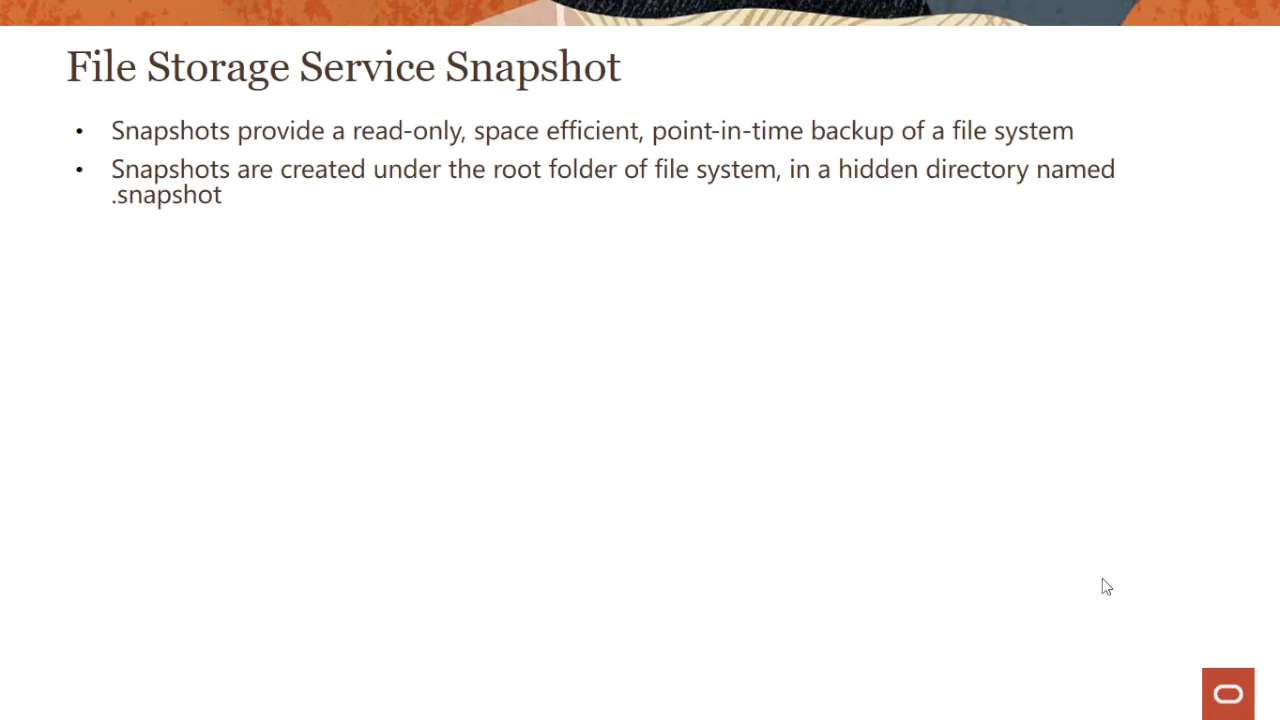 File Storage Service Snapshot
• Snapshots provide a read-only, space efficient, point-in-time backup of a file system
• Snapshots are created under the root folder of file system, in a hidden directory named
.snapshot